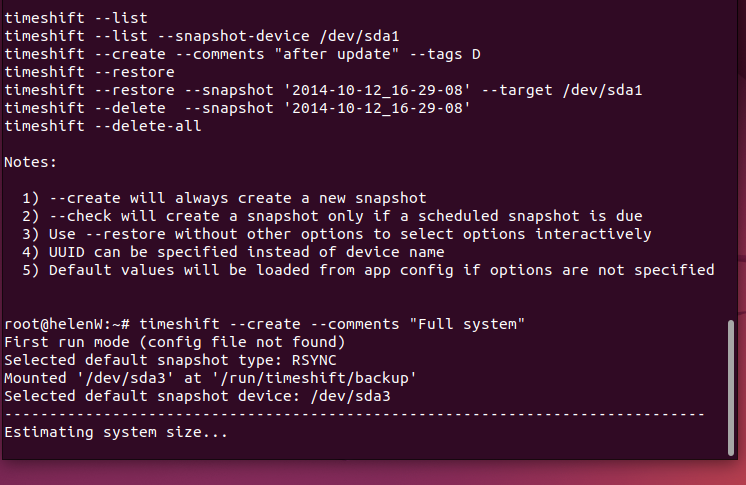 timeshift --list
timeshift --list --snapshot-device /dev/sda1
timeshift --create --comments "after update" --tags D
timeshift --restore
timeshift --restore --snapshot '2014-10-12_16-29-08' --target /dev/sda1
timeshift --delete  --snapshot '2014-10-12_16-29-08'
timeshift --delete-all
Notes:
1) --create will always create a new snapshot
2) --check will create a snapshot only if a scheduled snapshot is due
3) Use --restore without other options to select options interactively
4) UUID can be specified instead of device name
5) Default values will be loaded from app config if options are not specified
root@helenW:~# timeshift --create --comments "Full system"
First run mode (config file not found)
Selected default snapshot type: RSYNC
Mounted '/dev/sda3' at '/run/timeshift/backup'
Selected default snapshot device: /dev/sda3
------------------------------------------------------------------------------
Estimating system size...